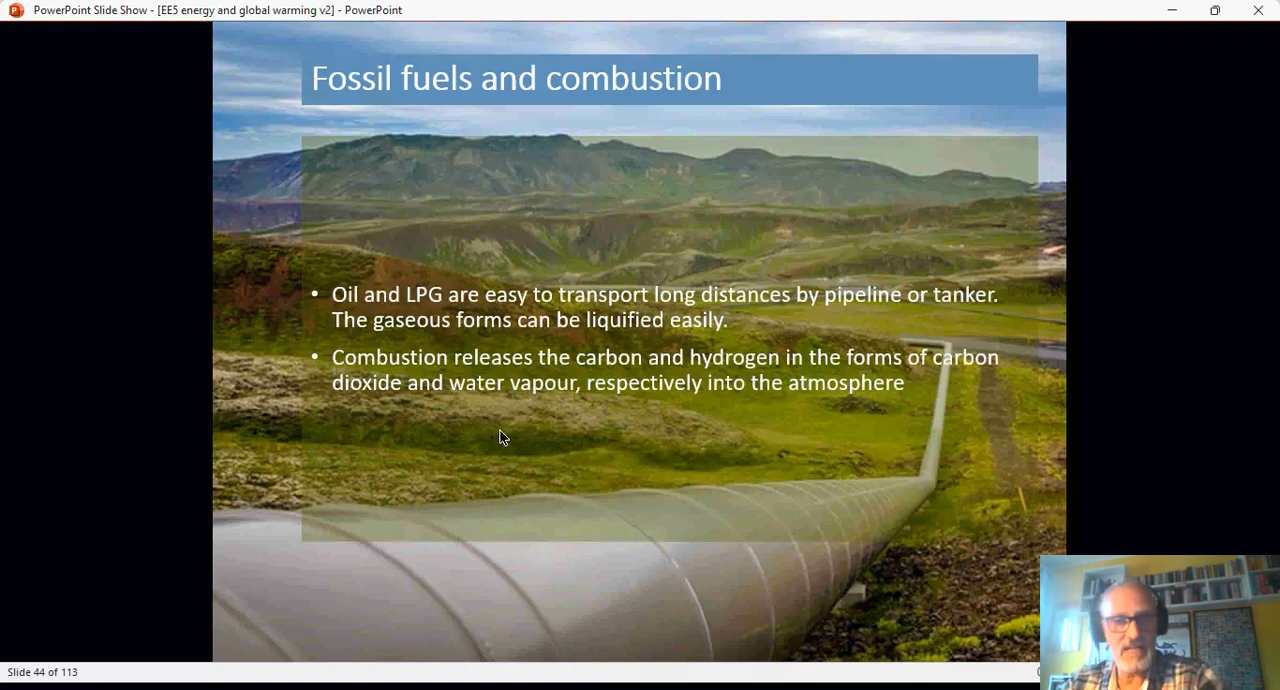 PowerPoint Slide Show - [EE5 energy and global warming v2] - PowerPoint
Fossil fuels and combustion
• Oil and LPG are easy to transport long distances by pipeline or tanker.
The gaseous forms can be liquified easily.
• Combustion releases the carbon and hydrogen in the forms of carbon
dioxide and water vapour, respectively into the atmosphere
Slide 44 of 113